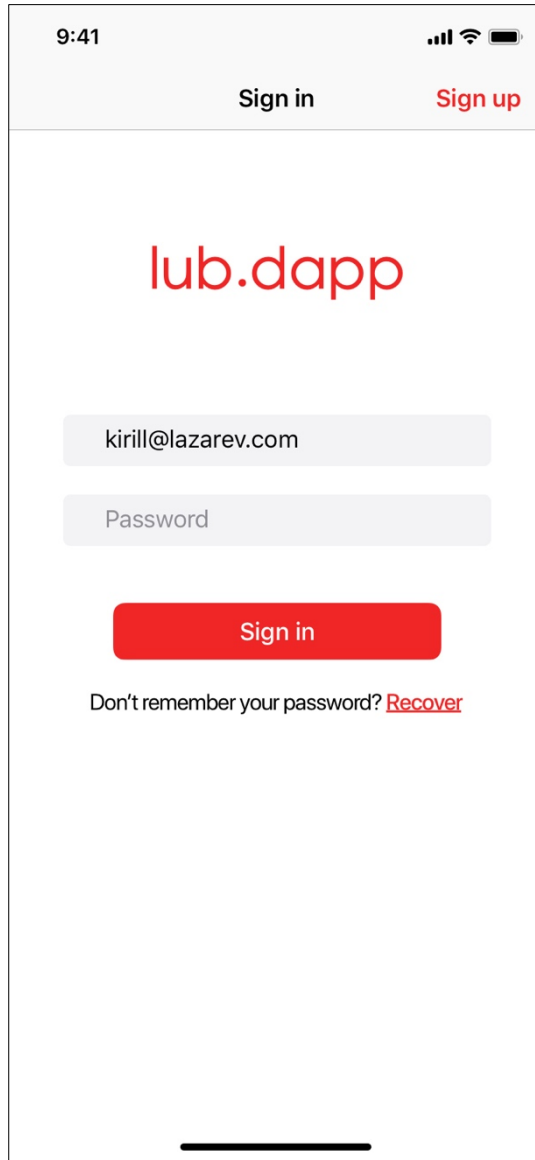 9:41
Sign in Sign up
lub.dapp
kirill@lazarev.com
Password
Sign in
Don’t remember your password? Recover